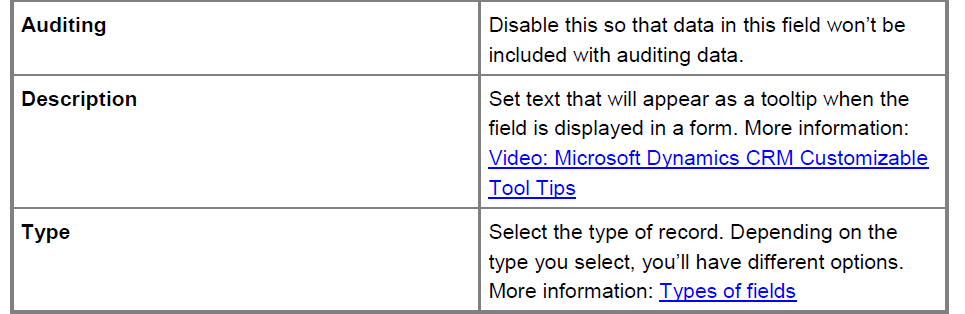 Auditing
Disable this so that data in this field won't be
included with auditing data.
Description
Set text that will appear as a tooltip when the
field is displayed in a form. More information:
Video: Microsoft Dynamics CRM Customizable
Tool Tips
Type
Select the type of record. Depending on the
type you select, you'll have different options.
More information: Types of fields